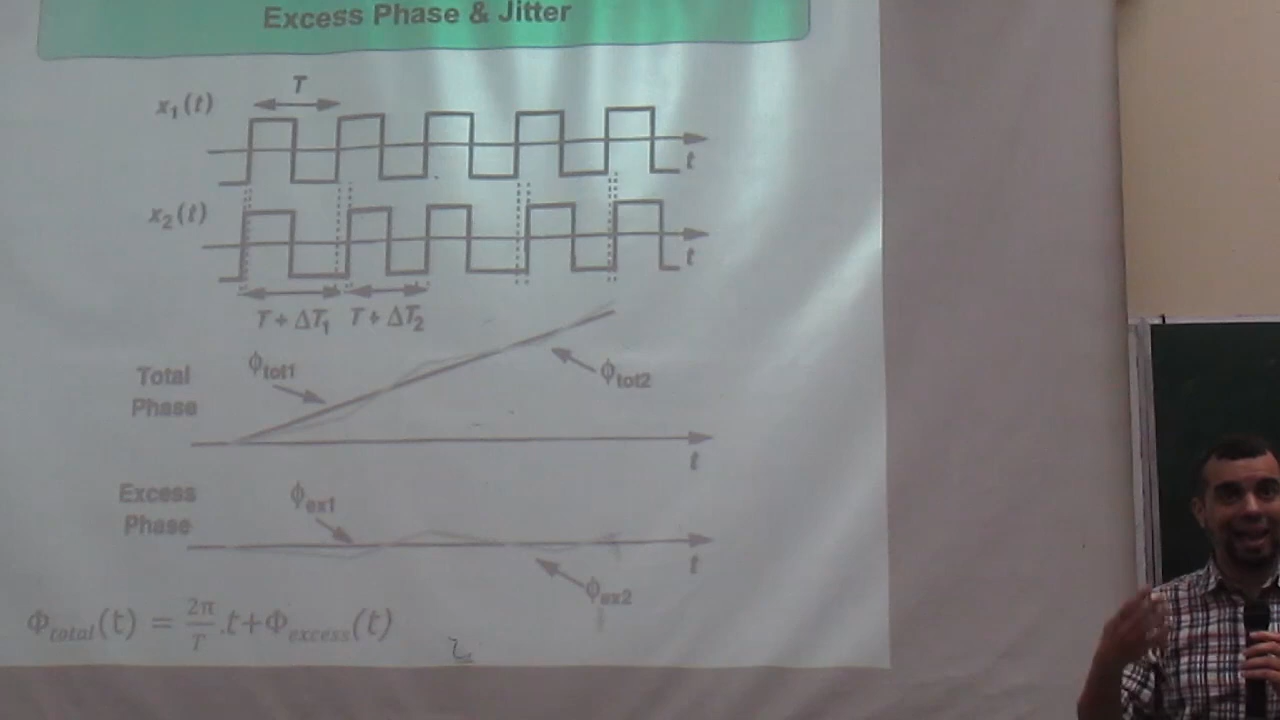 Excess Phase & Jitter
T
x₁(t)
t
x₂(t)
t
T + ΔT₁ T + ΔT₂
Total Phase
ϕtot1
ϕtot2
t
Excess Phase
ϕex1
t
ϕex2
Φtotal(t) = 2π/T .t+Φexcess(t)